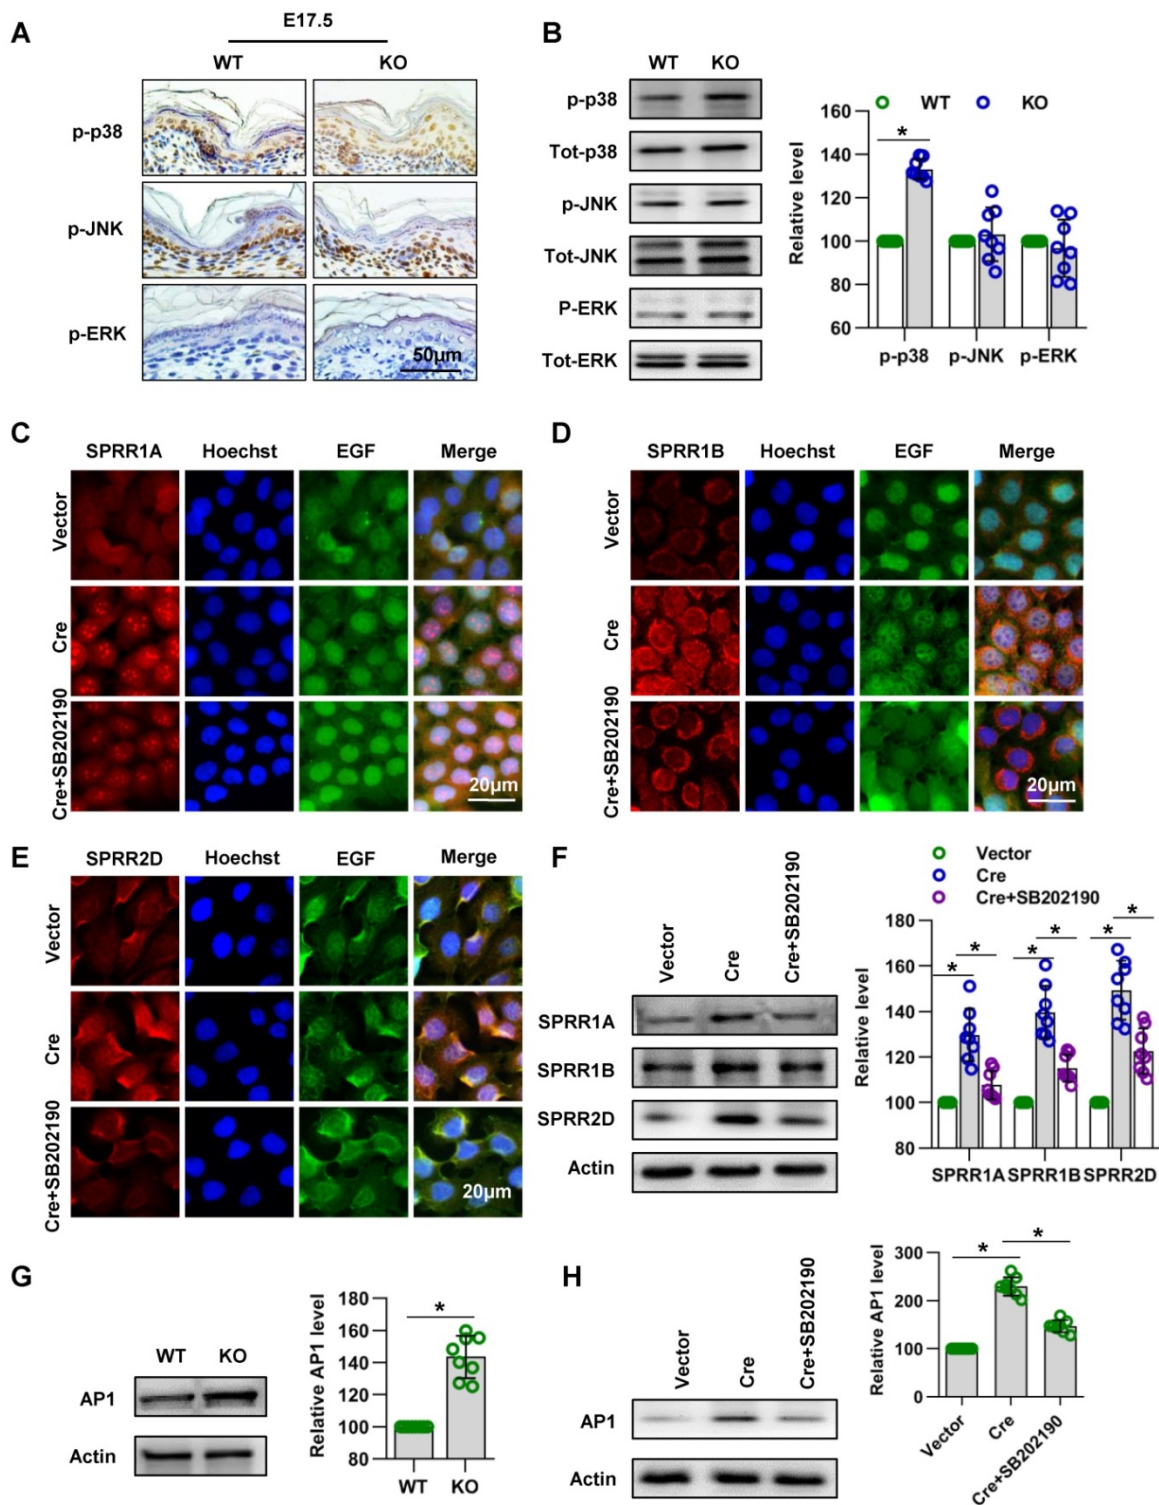 A
E17.5
WT KO
p-p38
p-JNK
p-ERK
50μm
B
WT KO
p-p38
Tot-p38
p-JNK
Tot-JNK
P-ERK
Tot-ERK
WT KO
Relative level
160
140
120
100
80
60
*
p-p38 p-JNK p-ERK
C
SPRR1A Hoechst EGF Merge
Vector
Cre
Cre+SB202190
20μm
D
SPRR1B Hoechst EGF Merge
Vector
Cre
Cre+SB202190
20μm
E
SPRR2D Hoechst EGF Merge
Vector
Cre
Cre+SB202190
20μm
F
Vector Cre Cre+SB202190
SPRR1A
SPRR1B
SPRR2D
Actin
Vector
Cre
Cre+SB202190
Relative level
180
160
140
120
100
80
* * * * * *
SPRR1A SPRR1B SPRR2D
G
WT KO
AP1
Actin
Relative AP1 level
180
160
140
120
100
80
*
WT KO
H
Vector Cre Cre+SB202190
AP1
Actin
Relative AP1 level
300
200
100
0
* *
Vector Cre Cre+SB202190